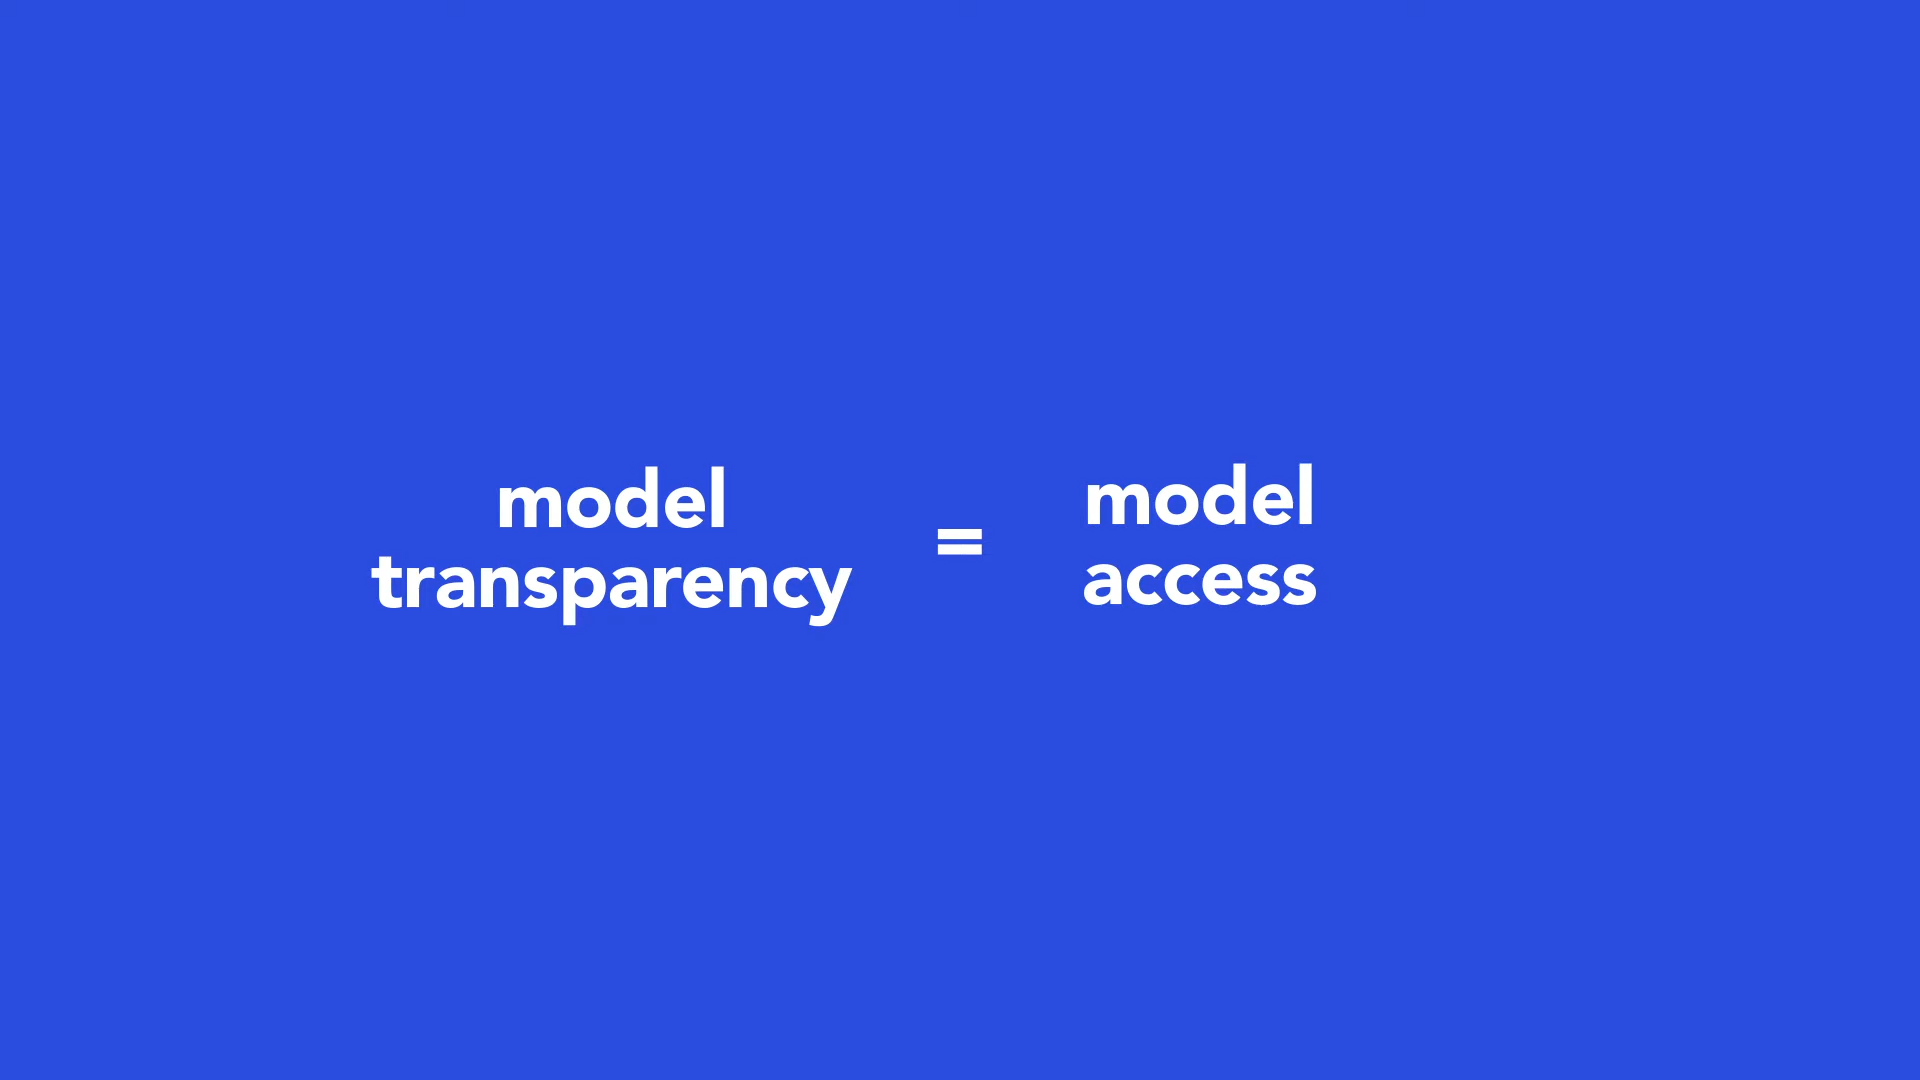 model
transparency
=
model
access